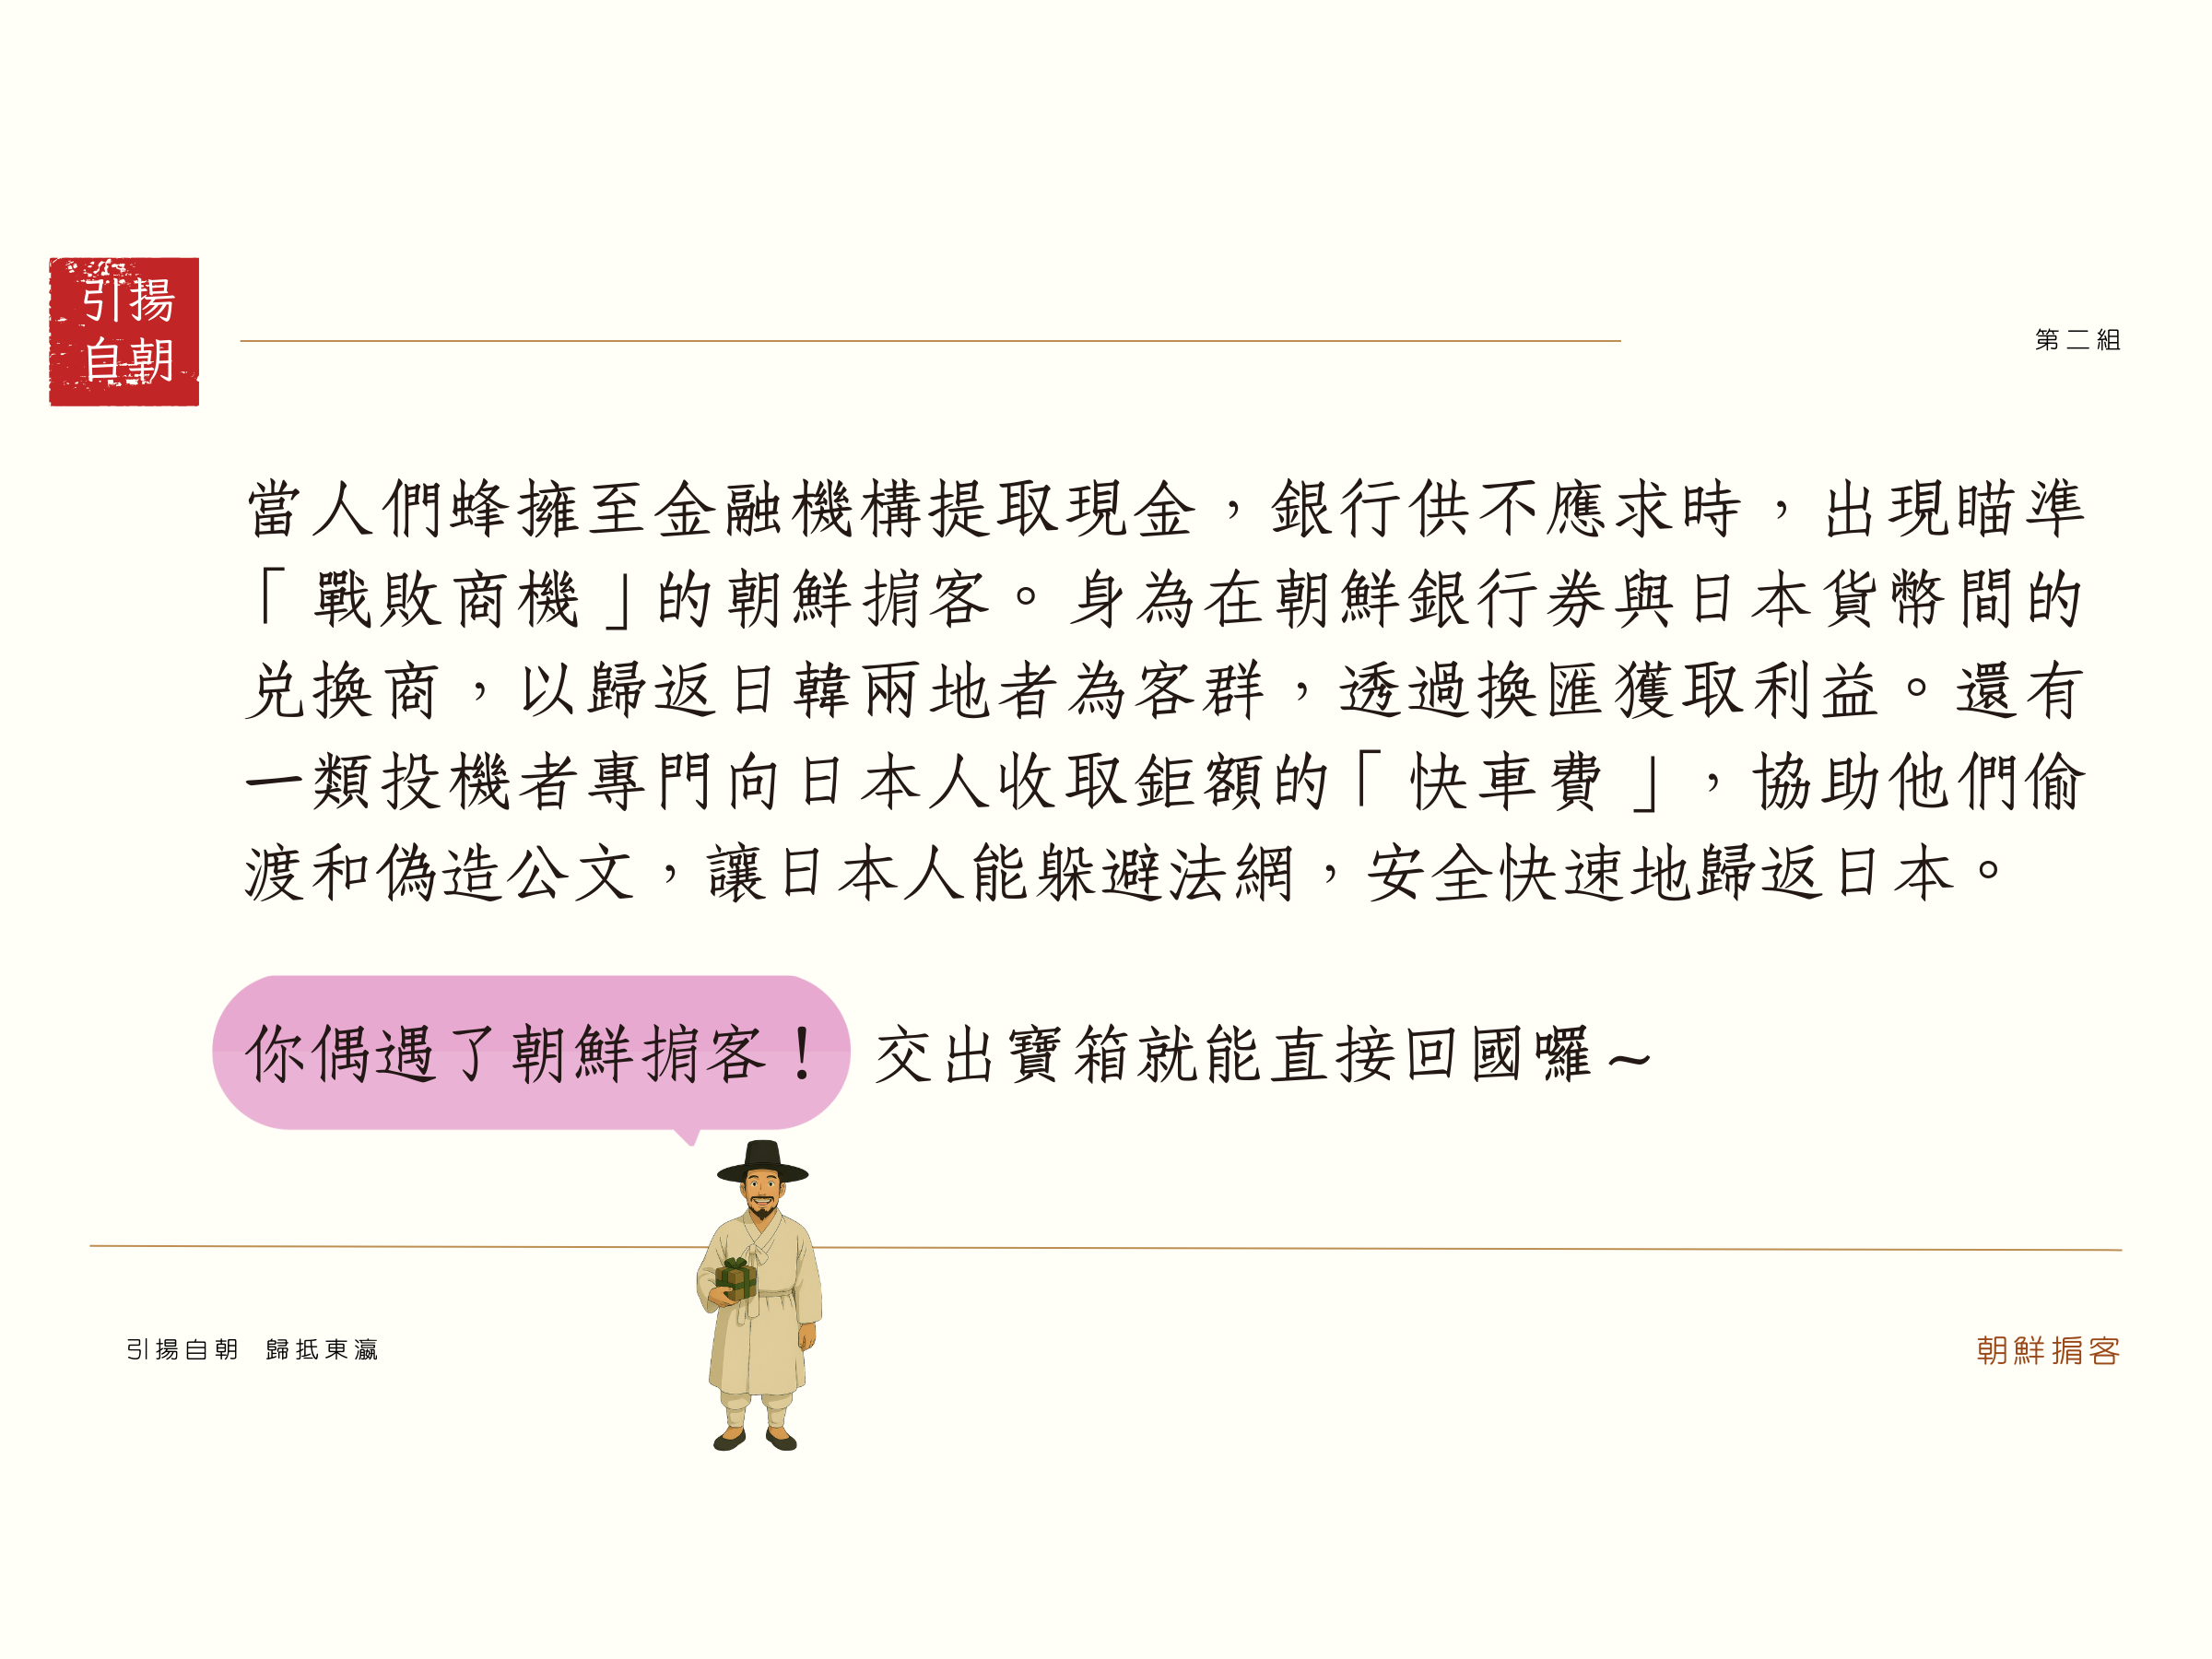 引揚
自朝
第二組
當人們蜂擁至金融機構提取現金，銀行供不應求時，出現瞄準
「戰敗商機」的朝鮮掮客。身為在朝鮮銀行券與日本貨幣間的
兑換商，以歸返日韓兩地者為客群，透過換匯獲取利益。還有
一類投機者專門向日本人收取鉅額的「快車費」，協助他們偷
渡和偽造公文，讓日本人能躲避法網，安全快速地歸返日本。
你偶遇了朝鮮掮客！ 交出寶箱就能直接回國囉～
引揚自朝 歸抵東瀛
朝鮮掮客